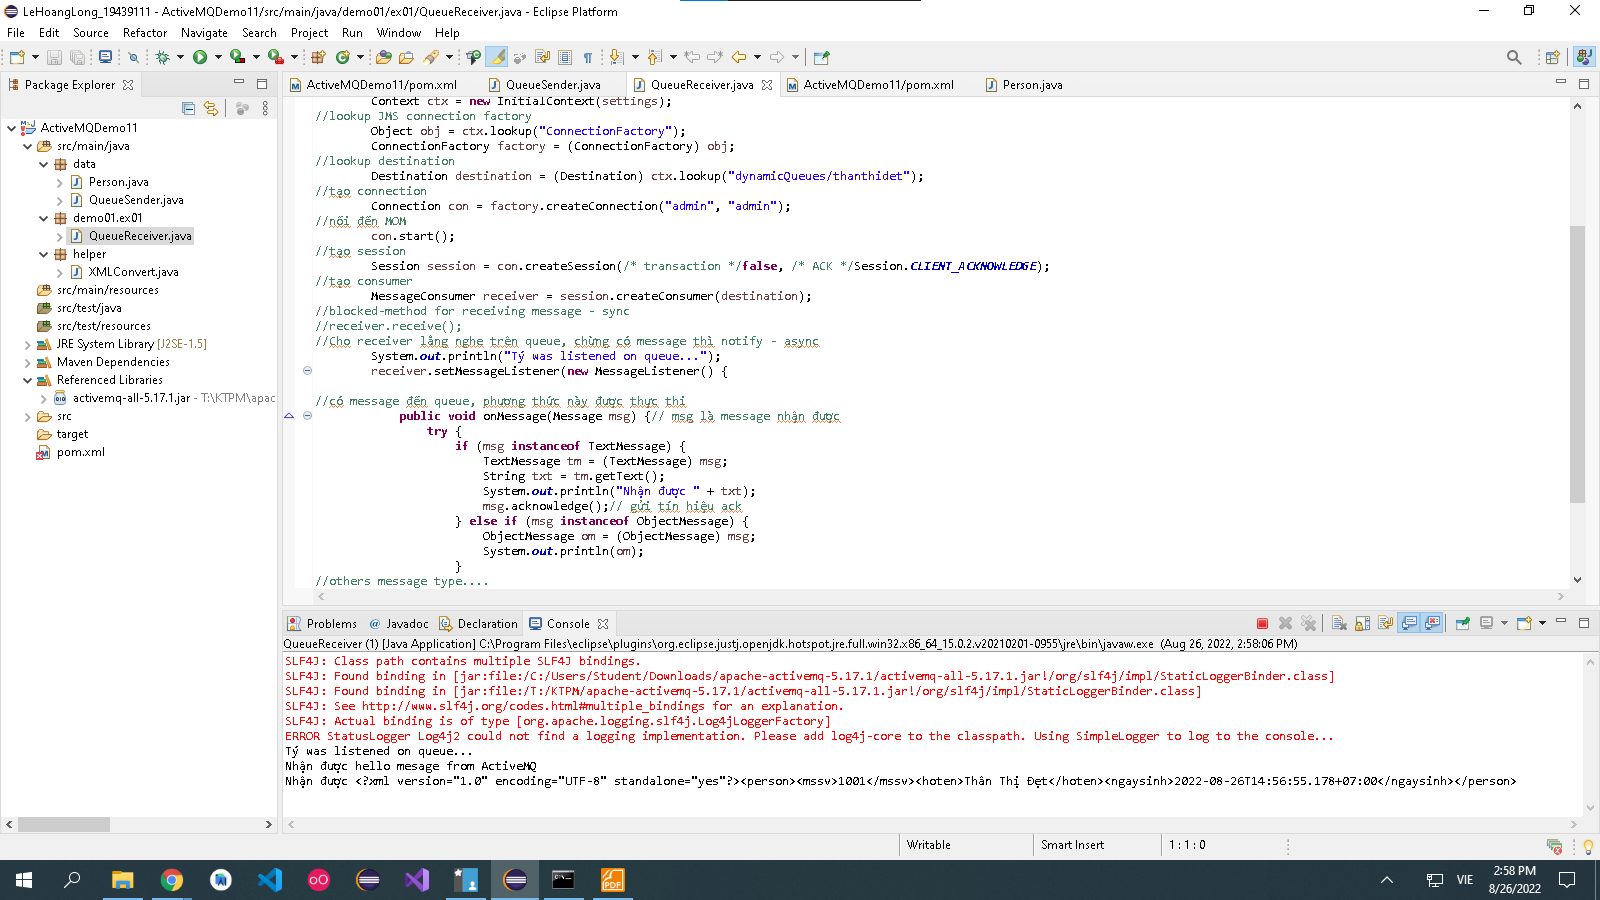 LeHoangLong_19439111 - ActiveMQDemo11/src/main/java/demo01/ex01/QueueReceiver.java - Eclipse Platform
File Edit Source Refactor Navigate Search Project Run Window Help
Package Explorer
ActiveMQDemo11
src/main/java
data
Person.java
QueueSender.java
demo01.ex01
QueueReceiver.java
helper
XMLConvert.java
src/main/resources
src/test/java
src/test/resources
JRE System Library [J2SE-1.5]
Maven Dependencies
Referenced Libraries
activemq-all-5.17.1.jar - T:\KTPM\apac
src
target
pom.xml
ActiveMQDemo11/pom.xml QueueSender.java QueueReceiver.java ActiveMQDemo11/pom.xml Person.java
Context ctx = new InitialContext(settings);
//lookup JMS connection factory
Object obj = ctx.lookup("ConnectionFactory");
ConnectionFactory factory = (ConnectionFactory) obj;
//lookup destination
Destination destination = (Destination) ctx.lookup("dynamicQueues/thanthidet");
//tạo connection
Connection con = factory.createConnection("admin", "admin");
//nối đến MOM
con.start();
//tạo session
Session session = con.createSession(/* transaction */false, /* ACK */Session.CLIENT_ACKNOWLEDGE);
//tạo consumer
MessageConsumer receiver = session.createConsumer(destination);
//blocked-method for receiving message - sync
//receiver.receive();
//Cho receiver lắng nghe trên queue, chừng có message thì notify - async
System.out.println("Tý was listened on queue...");
receiver.setMessageListener(new MessageListener() {
//có message đến queue, phương thức này được thực thi
public void onMessage(Message msg) {// msg là message nhận được
try {
if (msg instanceof TextMessage) {
TextMessage tm = (TextMessage) msg;
String txt = tm.getText();
System.out.println("Nhận được " + txt);
msg.acknowledge();// gửi tín hiệu ack
} else if (msg instanceof ObjectMessage) {
ObjectMessage om = (ObjectMessage) msg;
System.out.println(om);
}
//others message type....
Problems Javadoc Declaration Console
QueueReceiver (1) [Java Application] C:\Program Files\eclipse\plugins\org.eclipse.justj.openjdk.hotspot.jre.full.win32.x86_64_15.0.2.v20210201-0955\jre\bin\javaw.exe (Aug 26, 2022, 2:58:06 PM)
SLF4J: Class path contains multiple SLF4J bindings.
SLF4J: Found binding in [jar:file:/C:/Users/Student/Downloads/apache-activemq-5.17.1/activemq-all-5.17.1.jar!/org/slf4j/impl/StaticLoggerBinder.class]
SLF4J: Found binding in [jar:file:/T:/KTPM/apache-activemq-5.17.1/activemq-all-5.17.1.jar!/org/slf4j/impl/StaticLoggerBinder.class]
SLF4J: See http://www.slf4j.org/codes.html#multiple_bindings for an explanation.
SLF4J: Actual binding is of type [org.apache.logging.slf4j.Log4jLoggerFactory]
ERROR StatusLogger Log4j2 could not find a logging implementation. Please add log4j-core to the classpath. Using SimpleLogger to log to the console...
Tý was listened on queue...
Nhận được hello mesage from ActiveMQ
Nhận được <?xml version="1.0" encoding="UTF-8" standalone="yes"?><person><mssv>1001</mssv><hoten>Thân Thị Đẹt</hoten><ngaysinh>2022-08-26T14:56:55.178+07:00</ngaysinh></person>
Writable Smart Insert 1 : 1 : 0
VIE
2:58 PM
8/26/2022